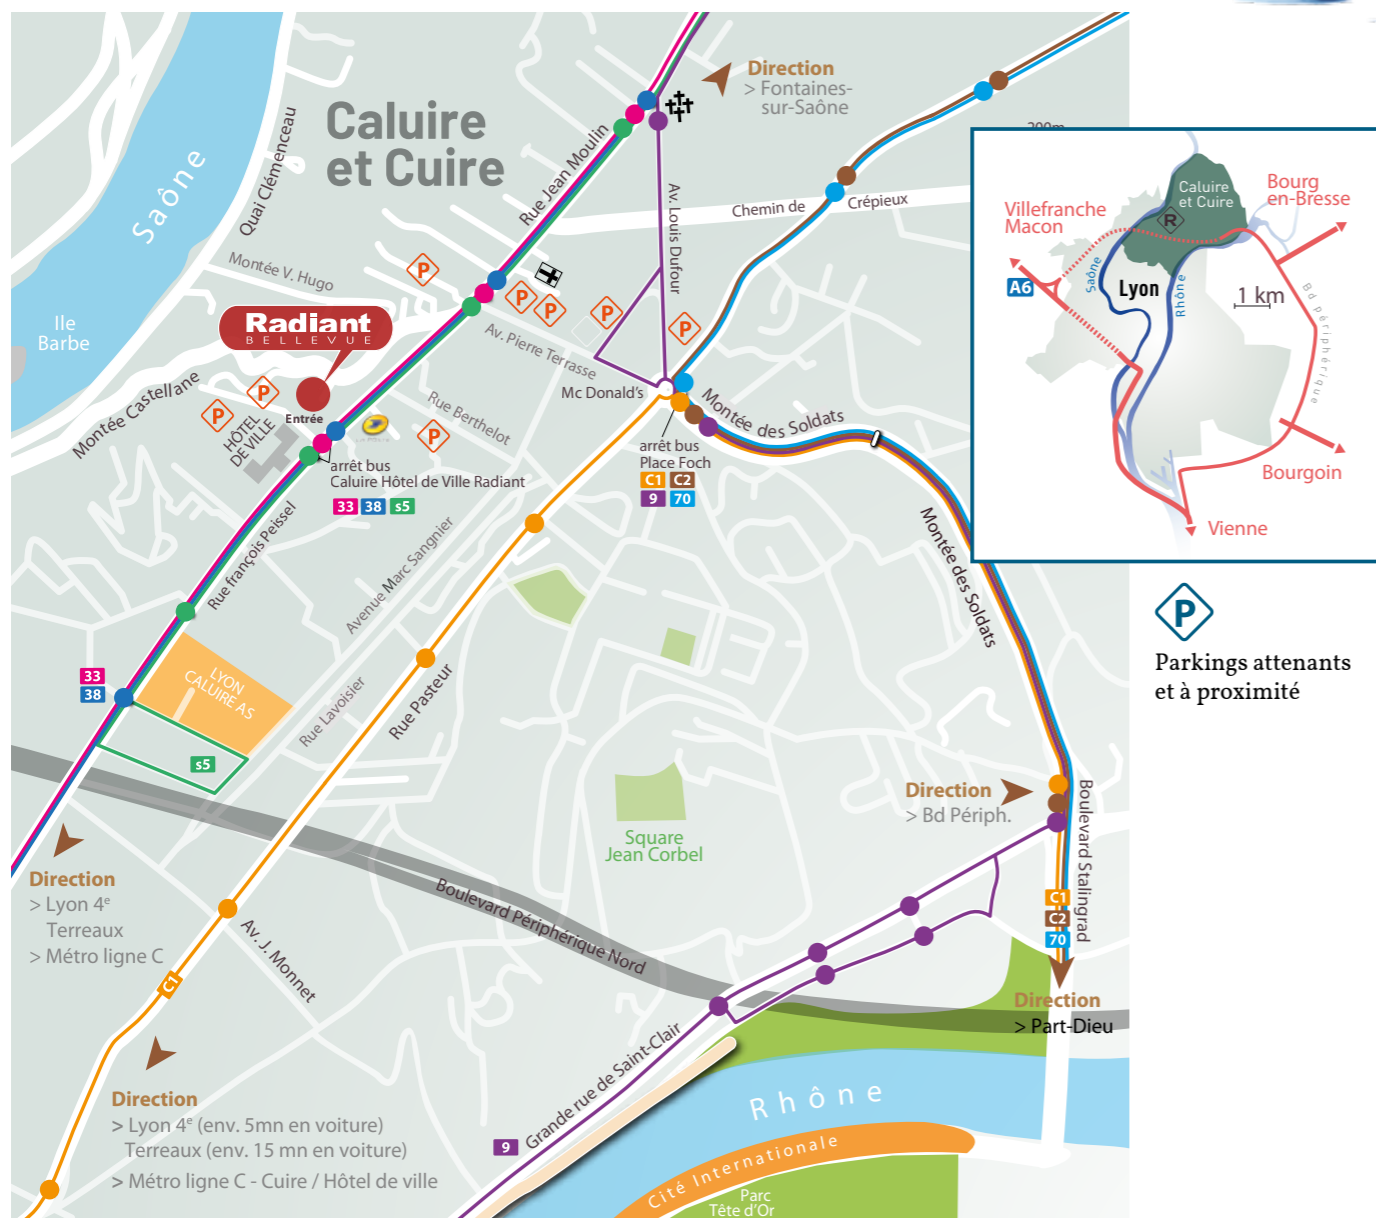 Direction
> Fontaines-
sur-Saône
Caluire
et Cuire
Saône
Quai Clémenceau
Rue Jean Moulin
Av. Louis Dufour
Chemin de Crépieux
Montée V. Hugo
Ile
Barbe
Radiant
BELLEVUE
P
P
P
P
P
P
P
P
Av. Pierre Terrasse
Mc Donald's
Rue Berthelot
Montée Castellane
Entrée
HÔTEL
DE VILLE
arrêt bus
Caluire Hôtel de Ville Radiant
33 38 s5
arrêt bus
Place Foch
C1 C2
9 70
Montée des Soldats
Montée des Soldats
Rue françois Peissel
Avenue Marc Sangnier
33
38
LYON
CALUIRE AS
s5
Rue Lavoisier
Rue Pasteur
Direction
> Lyon 4e
Terreaux
> Métro ligne C
Square
Jean Corbel
Direction
> Bd Périph.
Boulevard Stalingrad
C1
C2
70
Direction
> Part-Dieu
Boulevard Périphérique Nord
Av. J. Monnet
C1
Direction
> Lyon 4e (env. 5mn en voiture)
Terreaux (env. 15 mn en voiture)
> Métro ligne C - Cuire / Hôtel de ville
9
Grande rue de Saint-Clair
Rhône
Cité Internationale
Parc
Tête d'Or
Caluire
et Cuire
R
Bourg
en-Bresse
Villefranche
Macon
A6
Saône
Lyon
Rhône
1 km
Bd périphérique
Bourgoin
Vienne
P
Parkings attenants
et à proximité